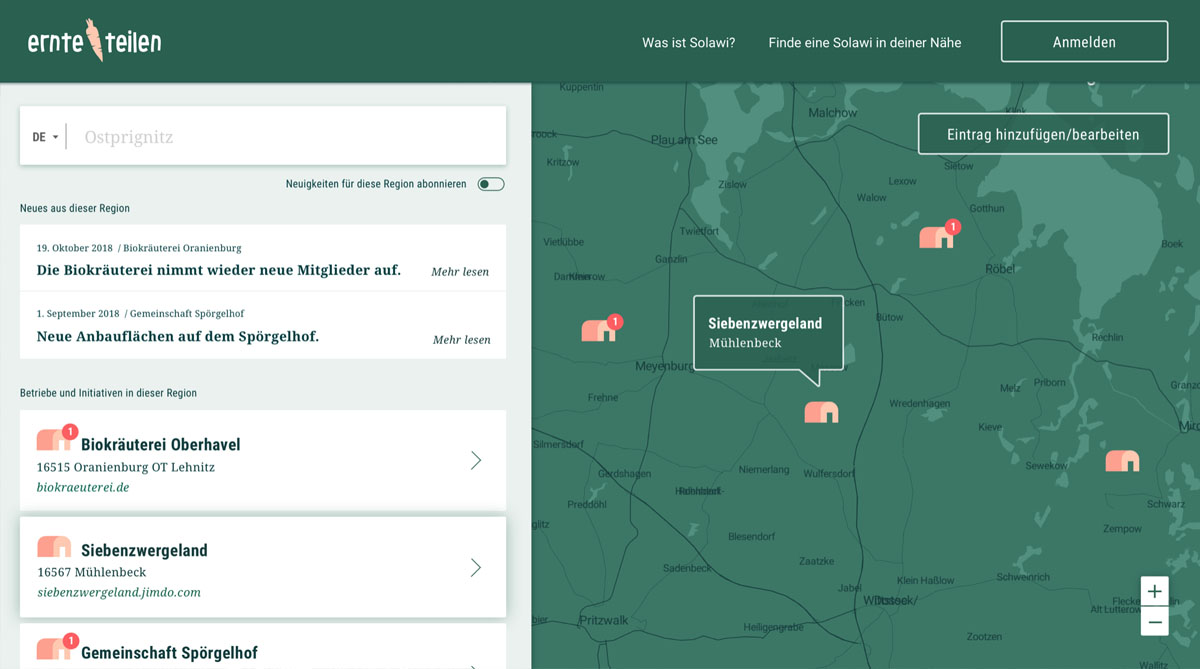 ernte teilen
Was ist Solawi?
Finde eine Solawi in deiner Nähe
Anmelden
DE
Ostprignitz
Neuigkeiten für diese Region abonnieren
Neues aus dieser Region
19. Oktober 2018 / Biokräuterei Oranienburg
Die Biokräuterei nimmt wieder neue Mitglieder auf.
Mehr lesen
1. September 2018 / Gemeinschaft Spörgelhof
Neue Anbauflächen auf dem Spörgelhof.
Mehr lesen
Betriebe und Initiativen in dieser Region
1
Biokräuterei Oberhavel
16515 Oranienburg OT Lehnitz
biokraeuterei.de
Siebenzwergeland
16567 Mühlenbeck
siebenzwergeland.jimdo.com
1
Gemeinschaft Spörgelhof
Eintrag hinzufügen/bearbeiten
Kuppentin
Malchow
Plau am See
Kritzow
Sietow
Zislow
Lexow
Walow
Gotthun
1
Twietfort
Vietlübbe
Boek
Ganzlin
Röbel
Siebenzwergeland
Mühlenbeck
Bütow
1
Rechlin
Meyenburg
Priborn
Melz
Frehne
Wredenhagen
Kieve
Silmersdorf
Sewekow
Niemerlang
Wulfersdorf
Gerdshagen
Preddöhl
Schwarz
Zempow
Blesendorf
Zaatzke
Sadenbeck
Schweinrich
Klein Haßlow
Jabel
+
−
Alt Lutterow
Pritzwalk
Heiligengrabe
Zootzen
Wallitz